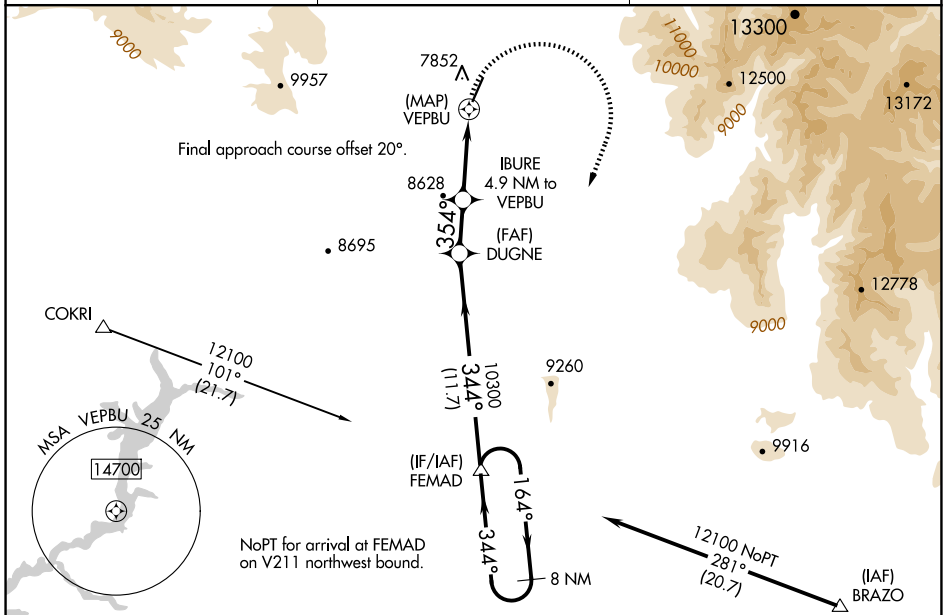 9000
9957
7852
(MAP)
VEPBU
11000
10000
13300
12500
9000
13172
Final approach course offset 20°.
8628
IBURE
4.9 NM to
VEPBU
354°
(FAF)
DUGNE
8695
12778
9000
COKRI
12100
101°
(21.7)
10300
344°
(11.7)
9260
MSA VEPBU 25 NM
14700
(IF/IAF)
FEMAD
164°
344°
8 NM
9916
NoPT for arrival at FEMAD
on V211 northwest bound.
12100 NoPT
281°
(20.7)
(IAF)
BRAZO